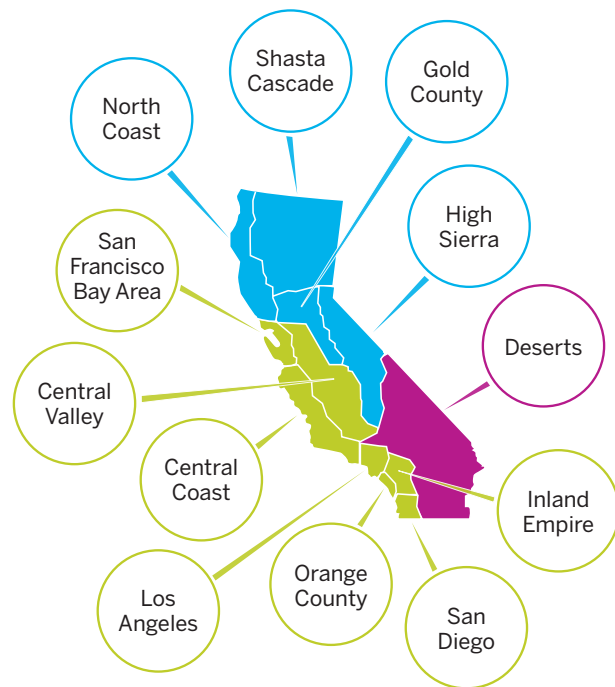 Shasta
Cascade
Gold
County
North
Coast
High
Sierra
San
Francisco
Bay Area
Deserts
Central
Valley
Central
Coast
Inland
Empire
Orange
County
Los
Angeles
San
Diego